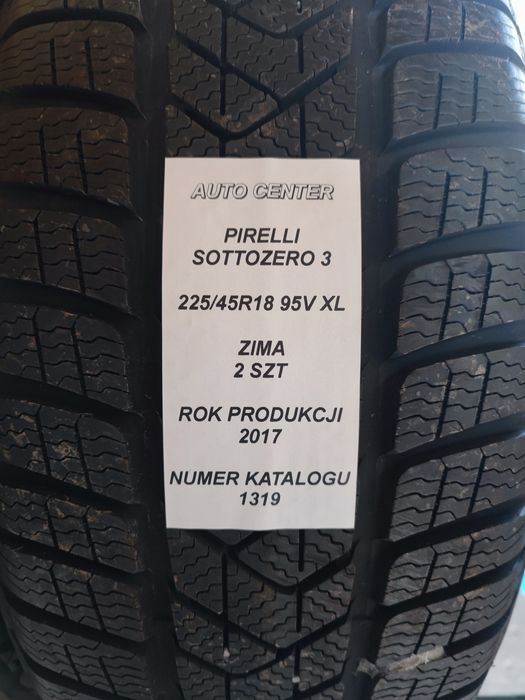 AUTO CENTER
PIRELLI
SOTTOZERO 3
225/45R18 95V XL
ZIMA
2 SZT
ROK PRODUKCJI
2017
NUMER KATALOGU
1319